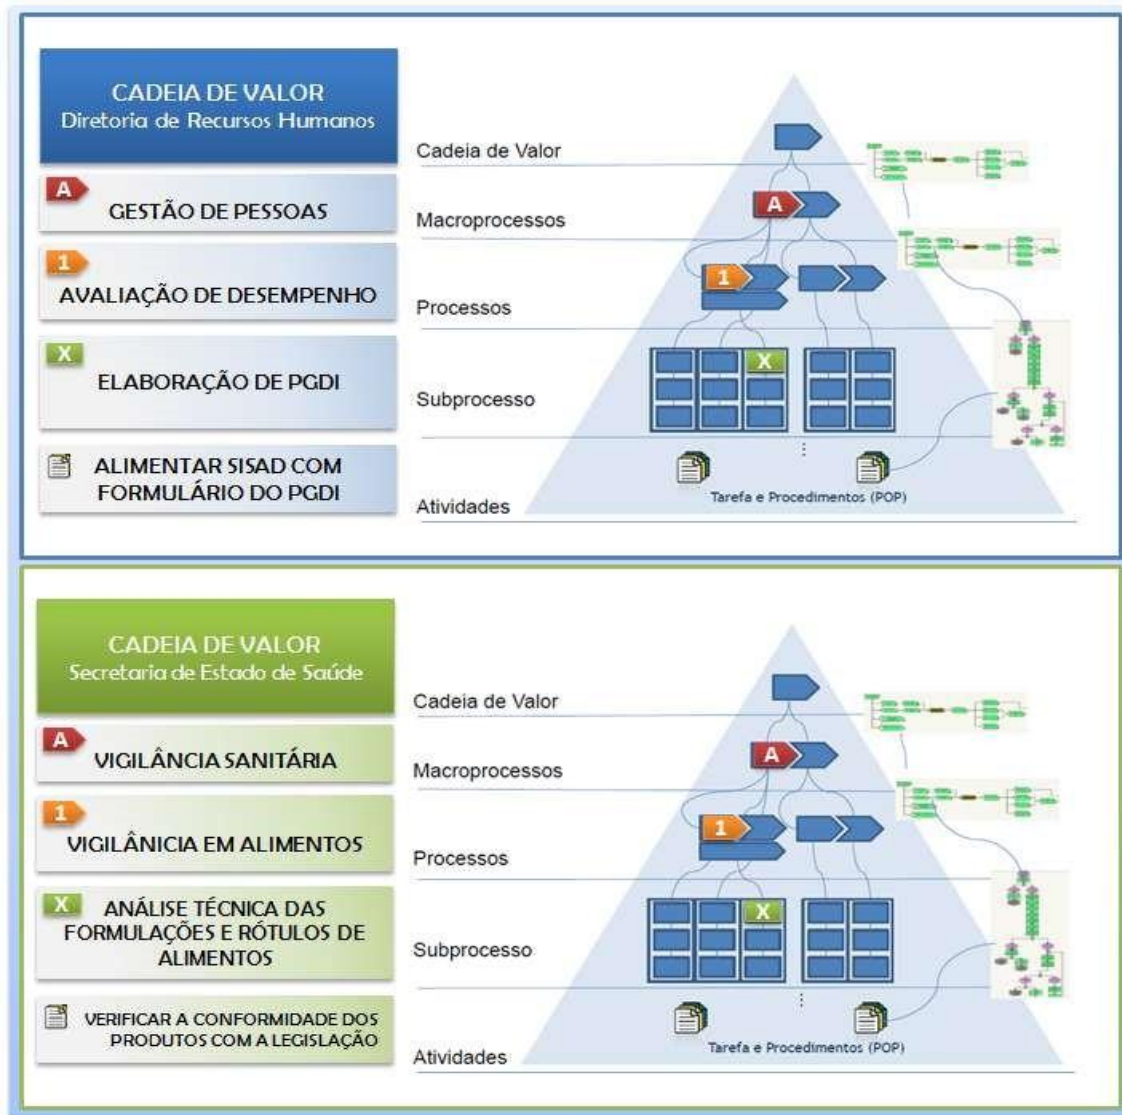 CADEIA DE VALOR
Diretoria de Recursos Humanos
A
GESTÃO DE PESSOAS
1
AVALIAÇÃO DE DESEMPENHO
X
ELABORAÇÃO DE PGDI
ALIMENTAR SISAD COM
FORMULÁRIO DO PGDI
Cadeia de Valor
Macroprocessos
A
Processos
1
Subprocesso
X
Atividades
Tarefa e Procedimentos (POP)
CADEIA DE VALOR
Secretaria de Estado de Saúde
A
VIGILÂNCIA SANITÁRIA
1
VIGILÂNICIA EM ALIMENTOS
X
ANÁLISE TÉCNICA DAS
FORMULAÇÕES E RÓTULOS DE
ALIMENTOS
VERIFICAR A CONFORMIDADE DOS
PRODUTOS COM A LEGISLAÇÃO
Cadeia de Valor
Macroprocessos
A
Processos
1
Subprocesso
X
Atividades
Tarefa e Procedimentos (POP)